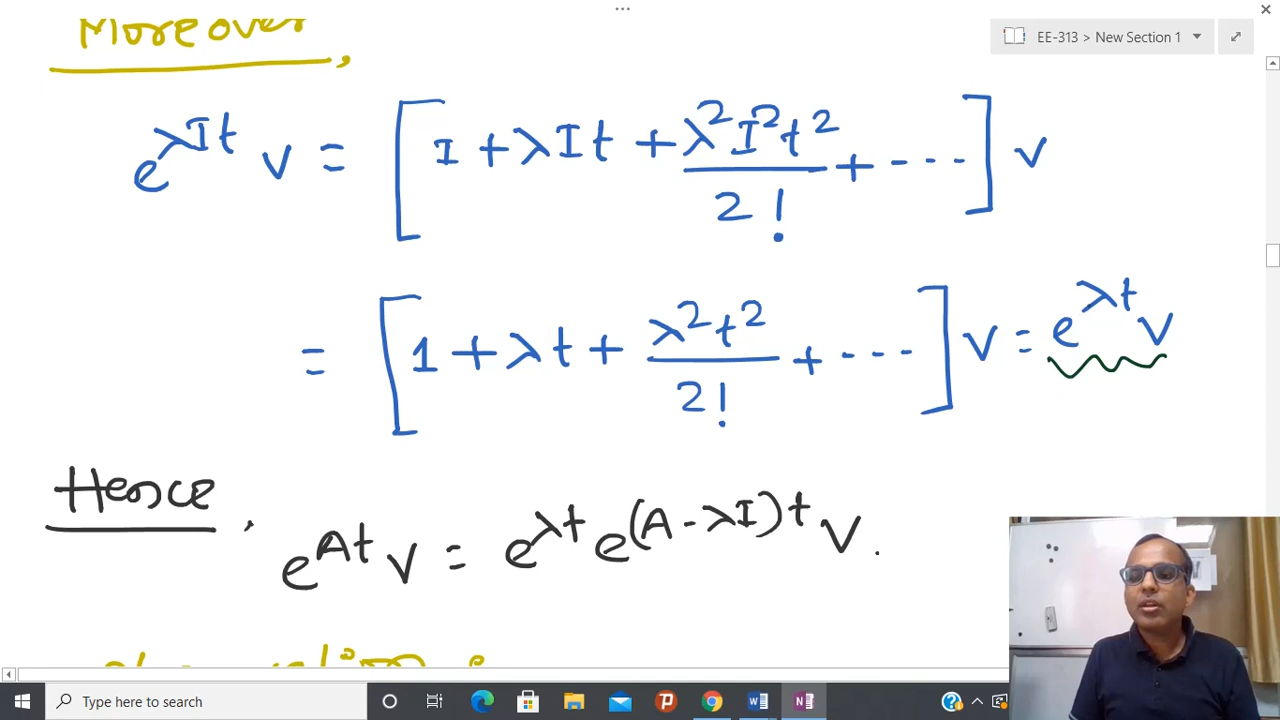 EE-313 > New Section 1
Moreover,
e^{λIt} v = [I + λIt + λ²I²t²/2! + ---] v
= [1 + λt + λ²t²/2! + ---] v = e^{λt} v
Hence,
e^{At} v = e^{λt} e^{(A-λI)t} v.
Type here to search